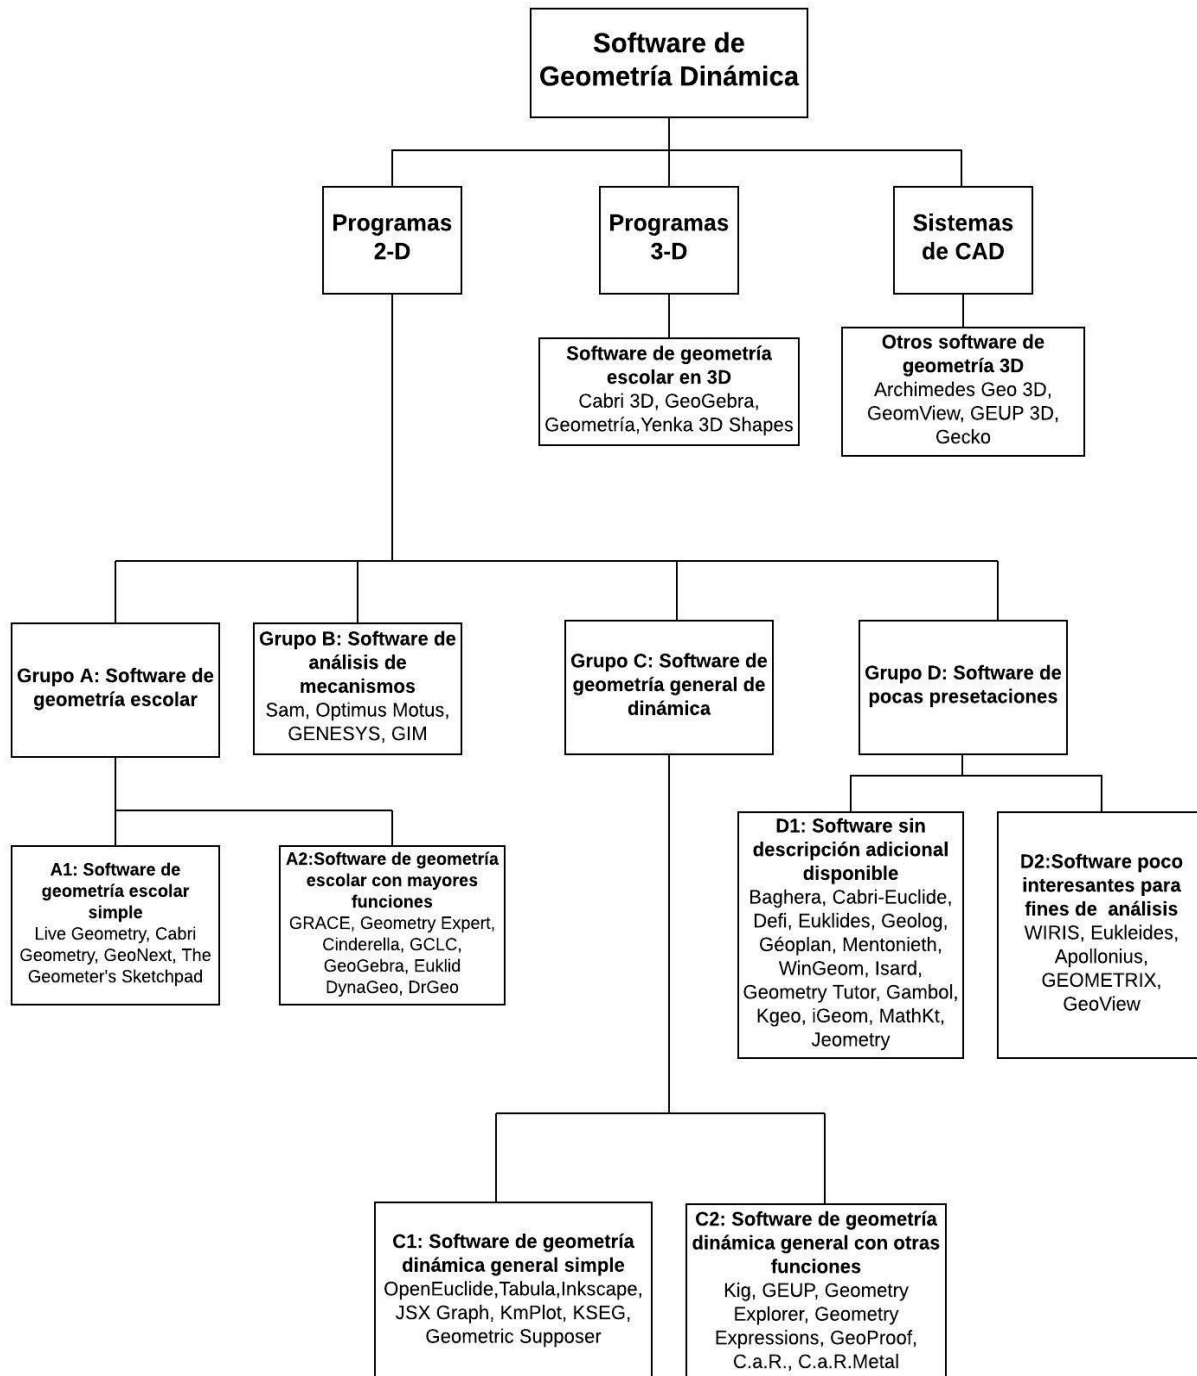 Software de
Geometría Dinámica
Programas
2-D
Programas
3-D
Sistemas
de CAD
Software de geometría
escolar en 3D
Cabri 3D, GeoGebra,
Geometría,Yenka 3D Shapes
Otros software de
geometría 3D
Archimedes Geo 3D,
GeomView, GEUP 3D,
Gecko
Grupo A: Software de
geometría escolar
Grupo B: Software de
análisis de
mecanismos
Sam, Optimus Motus,
GENESYS, GIM
Grupo C: Software de
geometría general de
dinámica
Grupo D: Software de
pocas presetaciones
A1: Software de
geometría escolar
simple
Live Geometry, Cabri
Geometry, GeoNext, The
Geometer's Sketchpad
A2:Software de geometría
escolar con mayores
funciones
GRACE, Geometry Expert,
Cinderella, GCLC,
GeoGebra, Euklid
DynaGeo, DrGeo
D1: Software sin
descripción adicional
disponible
Baghera, Cabri-Euclide,
Defi, Euklides, Geolog,
Géoplan, Mentonieth,
WinGeom, Isard,
Geometry Tutor, Gambol,
Kgeo, iGeom, MathKt,
Jeometry
D2:Software poco
interesantes para
fines de análisis
WIRIS, Eukleides,
Apollonius,
GEOMETRIX,
GeoView
C1: Software de geometría
dinámica general simple
OpenEuclide,Tabula,Inkscape,
JSX Graph, KmPlot, KSEG,
Geometric Supposer
C2: Software de geometría
dinámica general con otras
funciones
Kig, GEUP, Geometry
Explorer, Geometry
Expressions, GeoProof,
C.a.R., C.a.R.Metal